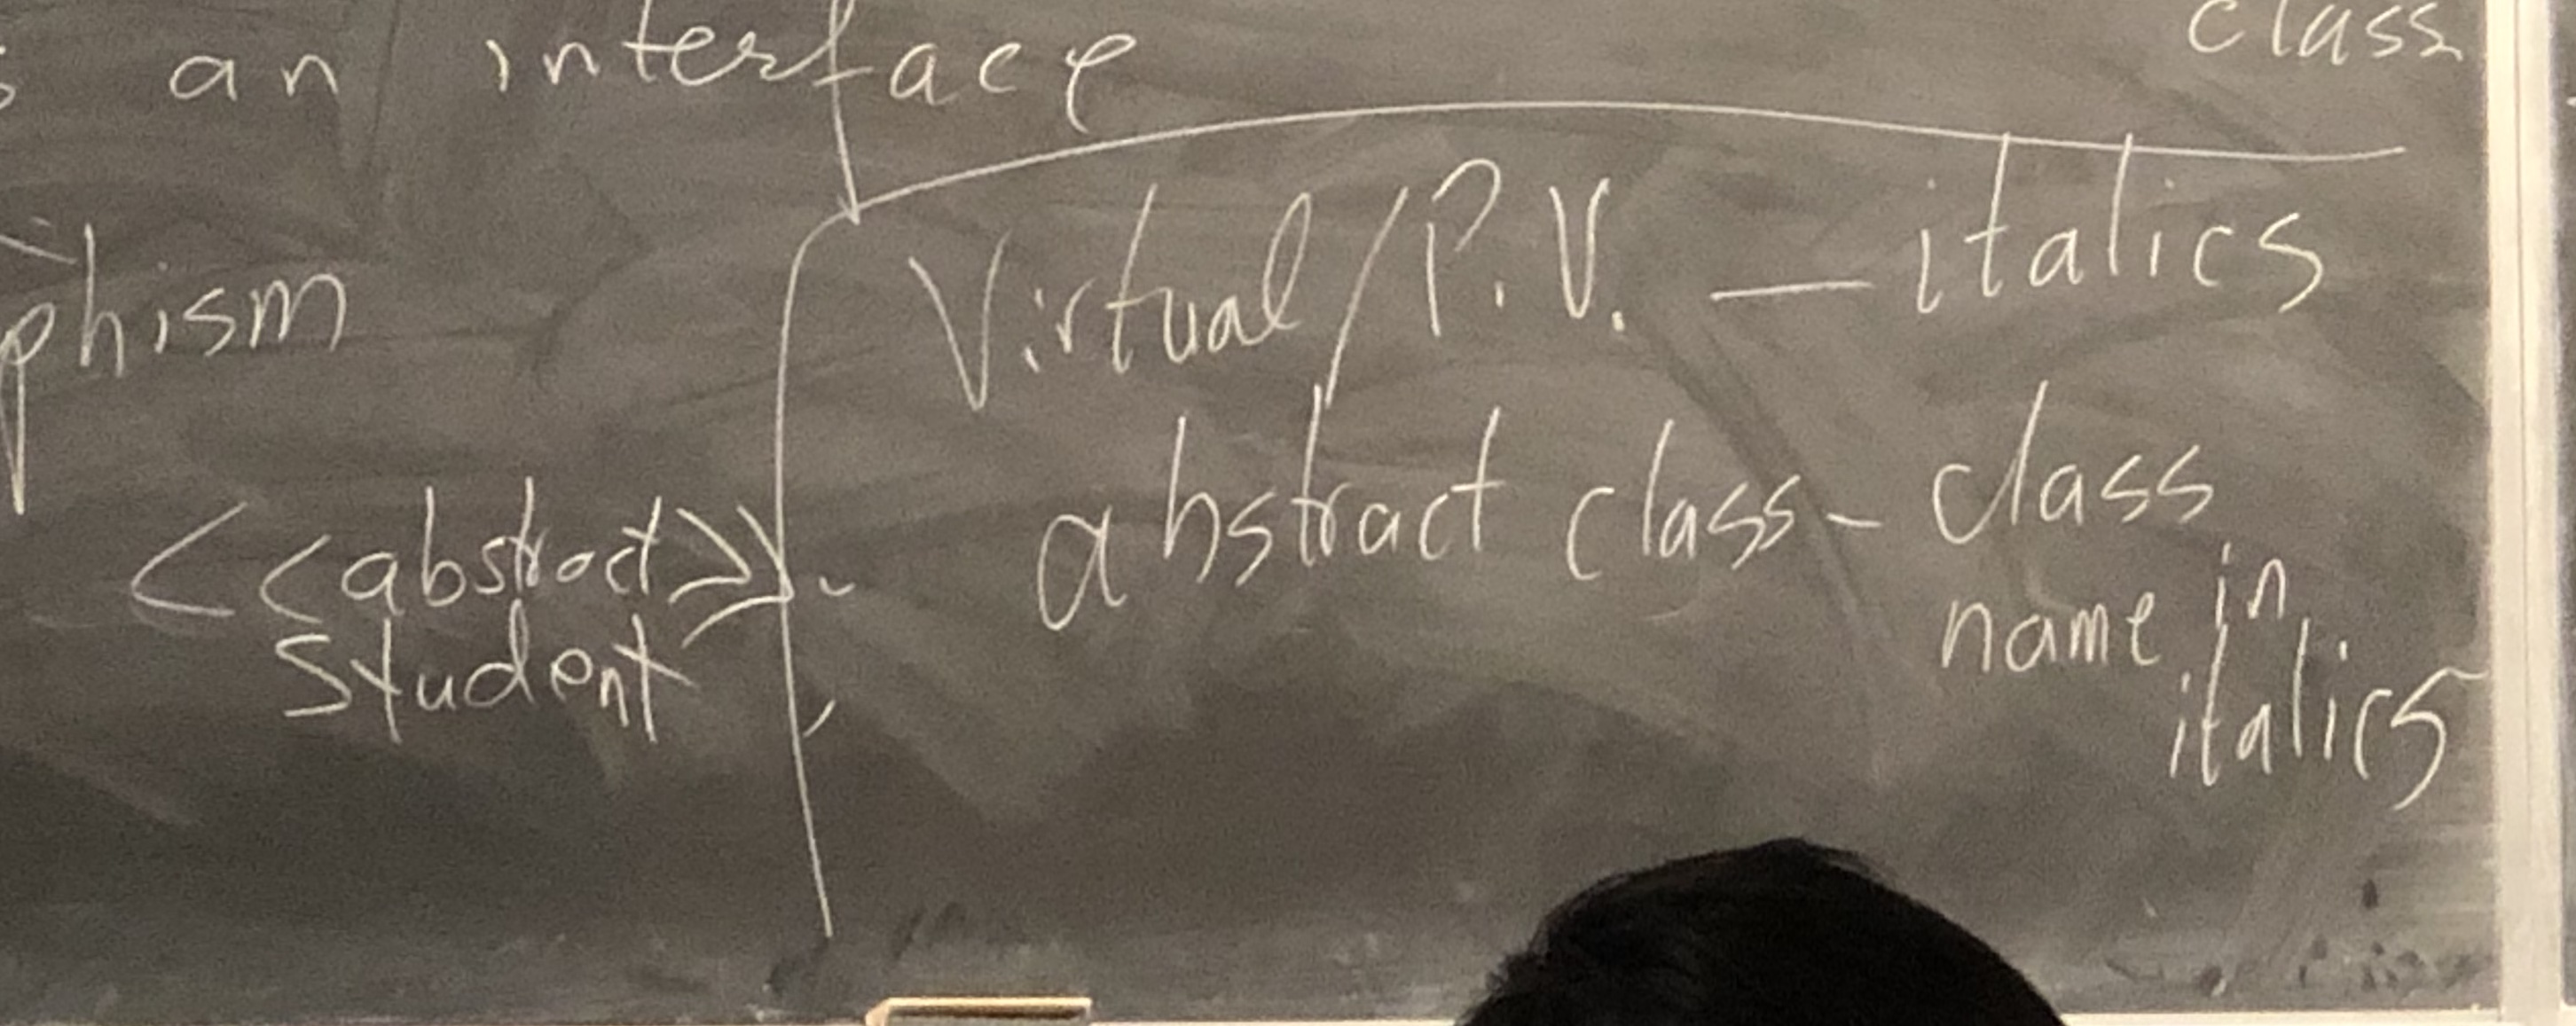 an interface
class
phism
Virtual/P.V. — italics
abstract class - class
name in
italics
<<abstract>>
Student